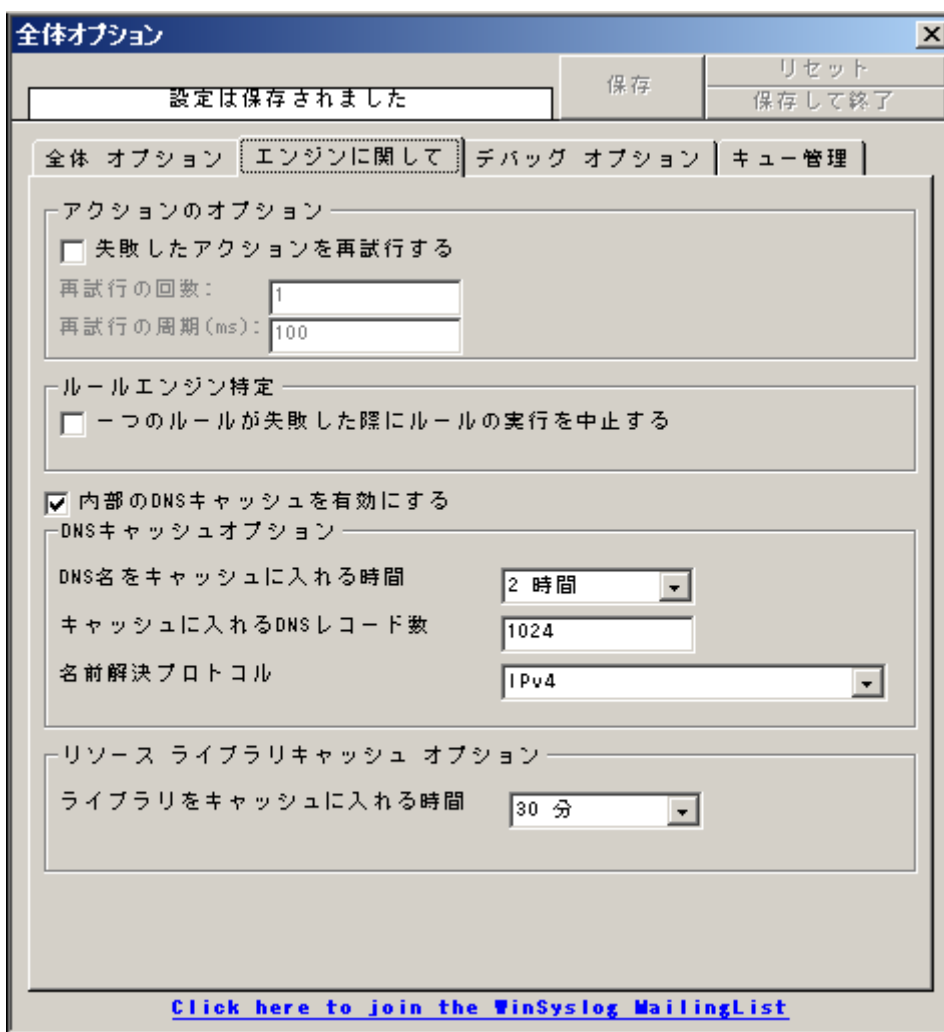 全体オプション
設定は保存されました
保存
リセット
保存して終了
全体 オプション
エンジンに関して
デバッグ オプション
キュー管理
アクションのオプション
失敗したアクションを再試行する
再試行の回数:
1
再試行の周期(ms):
100
ルールエンジン特定
一つのルールが失敗した際にルールの実行を中止する
内部のDNSキャッシュを有効にする
DNSキャッシュオプション
DNS名をキャッシュに入れる時間
2 時間
キャッシュに入れるDNSレコード数
1024
名前解決プロトコル
IPv4
リソース ライブラリキャッシュ オプション
ライブラリをキャッシュに入れる時間
30 分
Click here to join the WinSyslog MailingList